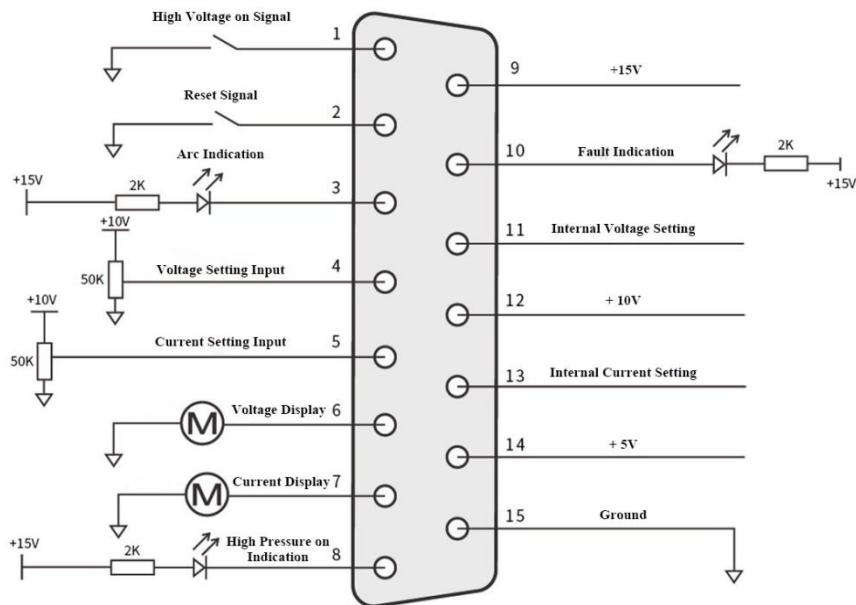 High Voltage on Signal
1
Reset Signal
2
Arc Indication
+15V
2K
3
+10V
50K
Voltage Setting Input
4
+10V
50K
Current Setting Input
5
M
Voltage Display
6
M
Current Display
7
+15V
2K
High Pressure on
Indication
8
9
+15V
10
Fault Indication
2K
+15V
11
Internal Voltage Setting
12
+ 10V
13
Internal Current Setting
14
+ 5V
15
Ground